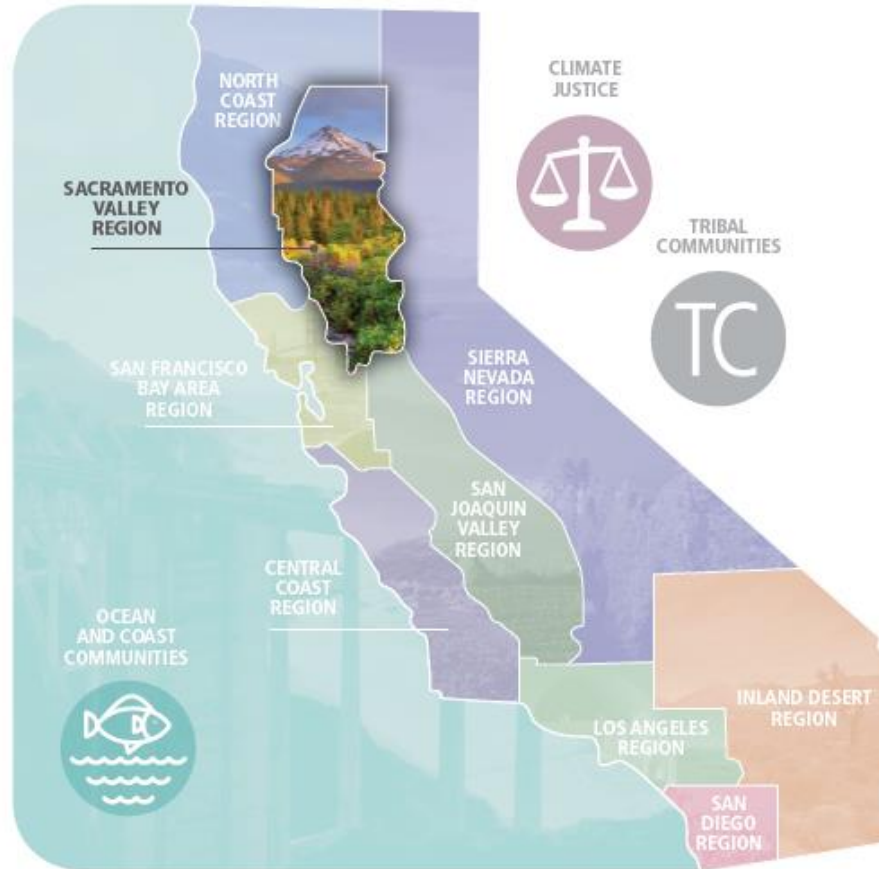 CLIMATE
JUSTICE
NORTH
COAST
REGION
SACRAMENTO
VALLEY
REGION
TRIBAL
COMMUNITIES
TC
SIERRA
NEVADA
REGION
SAN FRANCISCO
BAY AREA
REGION
SAN
JOAQUIN
VALLEY
REGION
CENTRAL
COAST
REGION
OCEAN
AND COAST
COMMUNITIES
INLAND DESERT
REGION
LOS ANGELES
REGION
SAN
DIEGO
REGION